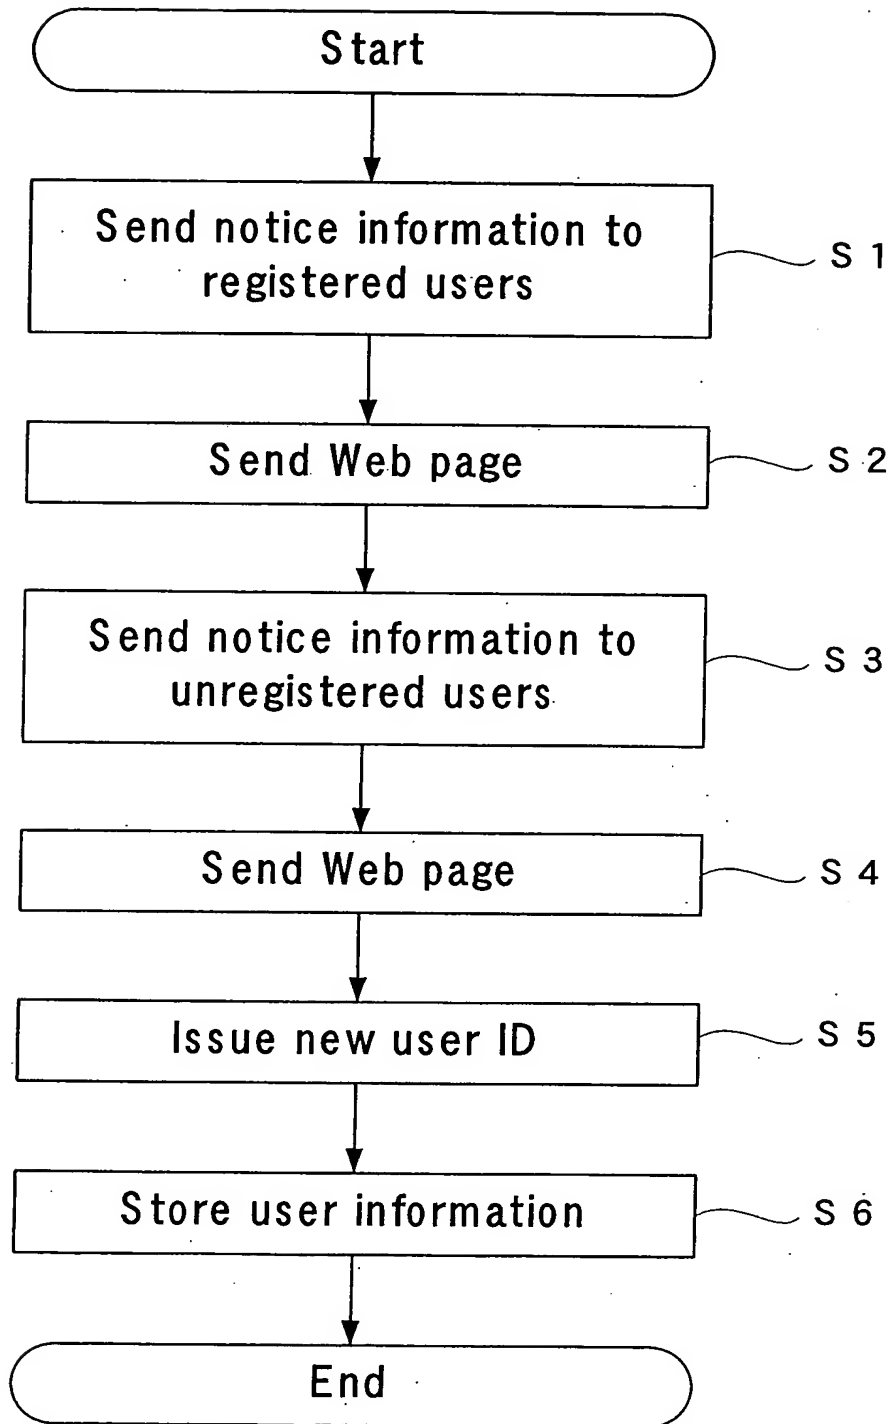 Start
Send notice information to
registered users
S 1
Send Web page
S 2
Send notice information to
unregistered users
S 3
Send Web page
S 4
Issue new user ID
S 5
Store user information
S 6
End